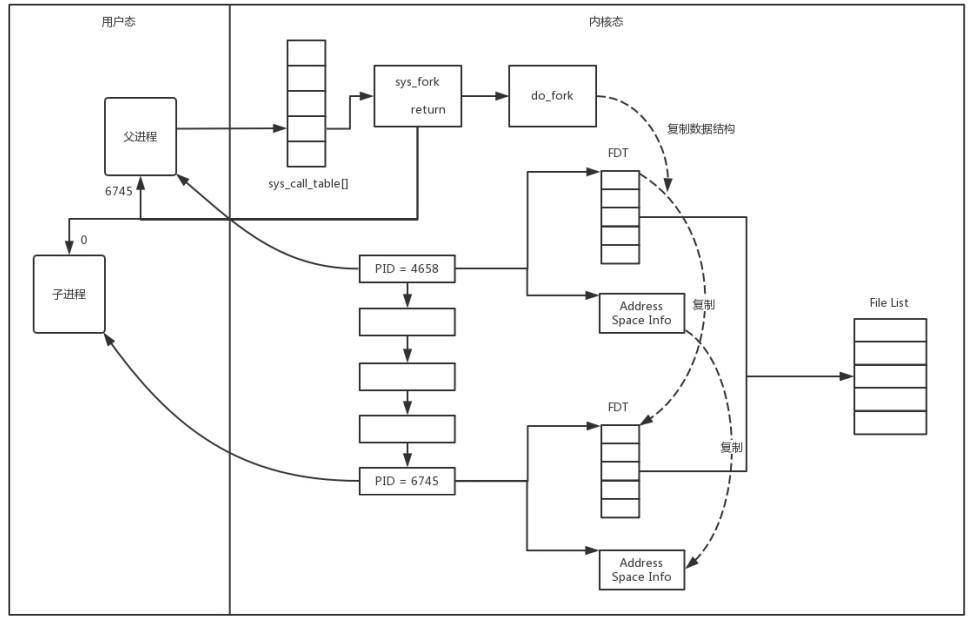 用户态
内核态
sys_fork
return
do_fork
父进程
复制数据结构
FDT
sys_call_table[]
6745
0
PID = 4658
子进程
Address
Space Info
复制
File List
FDT
复制
PID = 6745
Address
Space Info